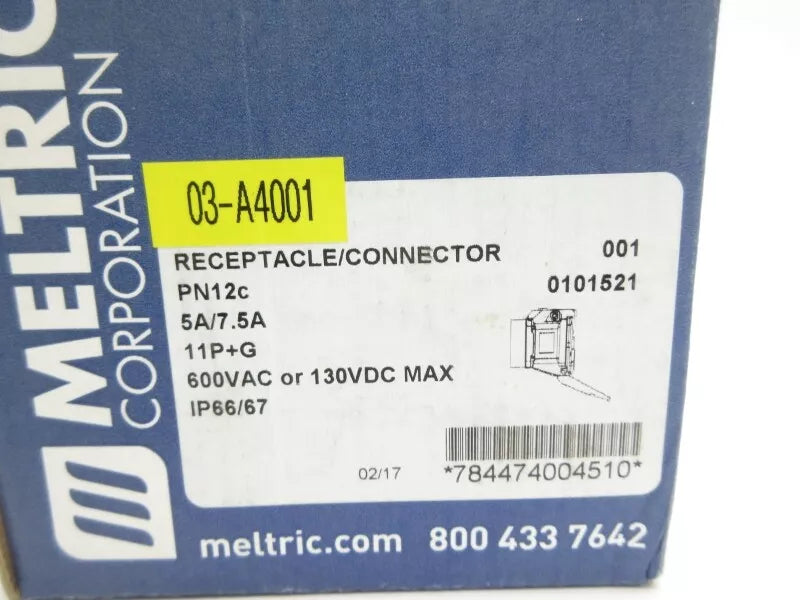 MELTRIC
CORPORATION
03-A4001
RECEPTACLE/CONNECTOR 001
PN12c 0101521
5A/7.5A
11P+G
600VAC or 130VDC MAX
IP66/67
02/17 *784474004510*
meltric.com 800 433 7642